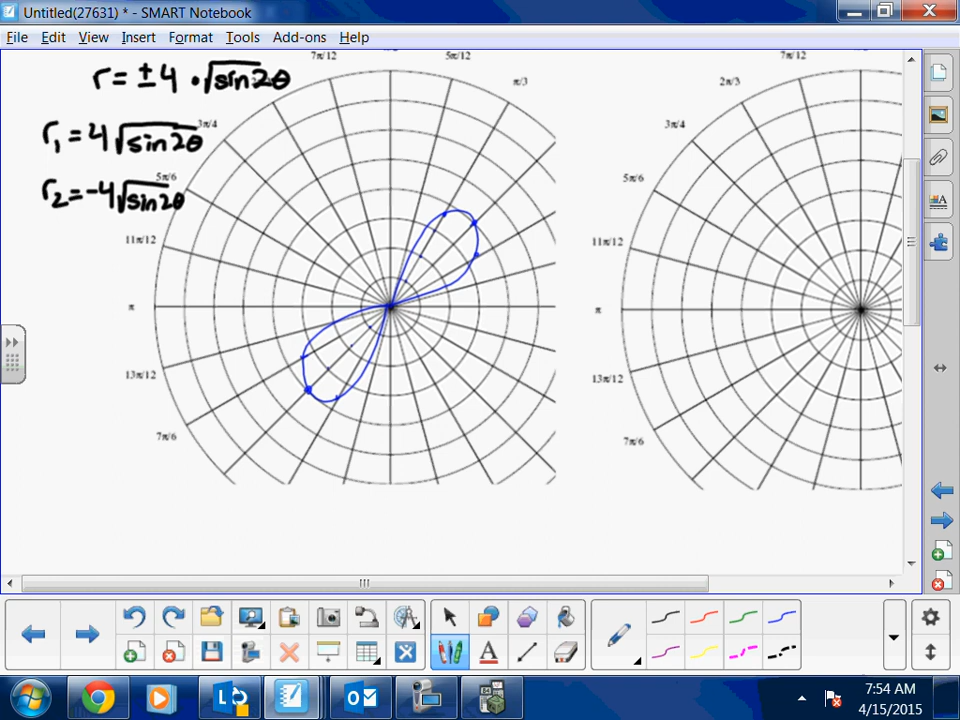 Untitled(27631) * - SMART Notebook
File Edit View Insert Format Tools Add-ons Help
7π/12 5π/12 7π/12
r = ±4 • √sin2θ
π/3 2π/3
r₁ = 4√sin2θ
3π/4 3π/4
r₂ = -4√sin2θ
5π/6 5π/6
11π/12 11π/12
π π
13π/12 13π/12
7π/6 7π/6
A
7:54 AM
4/15/2015